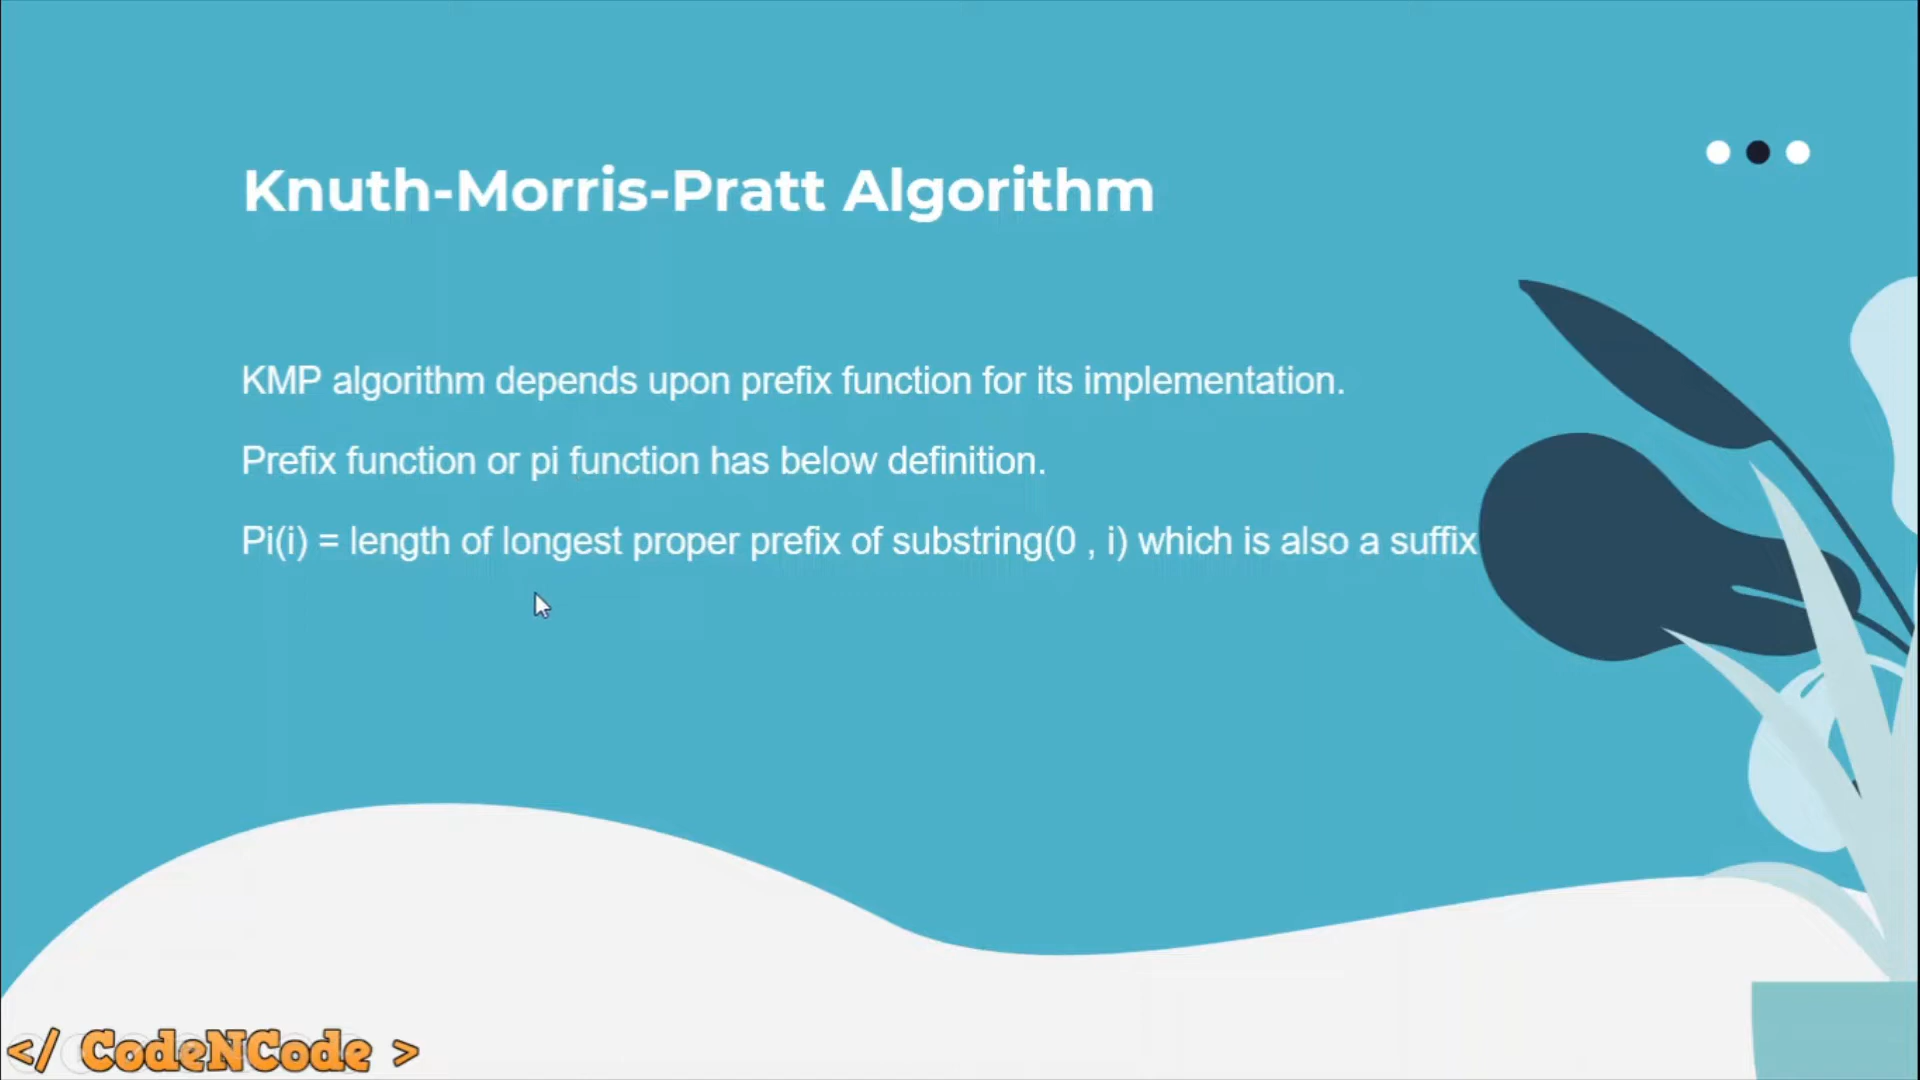 Knuth-Morris-Pratt Algorithm
KMP algorithm depends upon prefix function for its implementation.
Prefix function or pi function has below definition.
Pi(i) = length of longest proper prefix of substring(0 , i) which is also a suffix
</ CodeNCode >